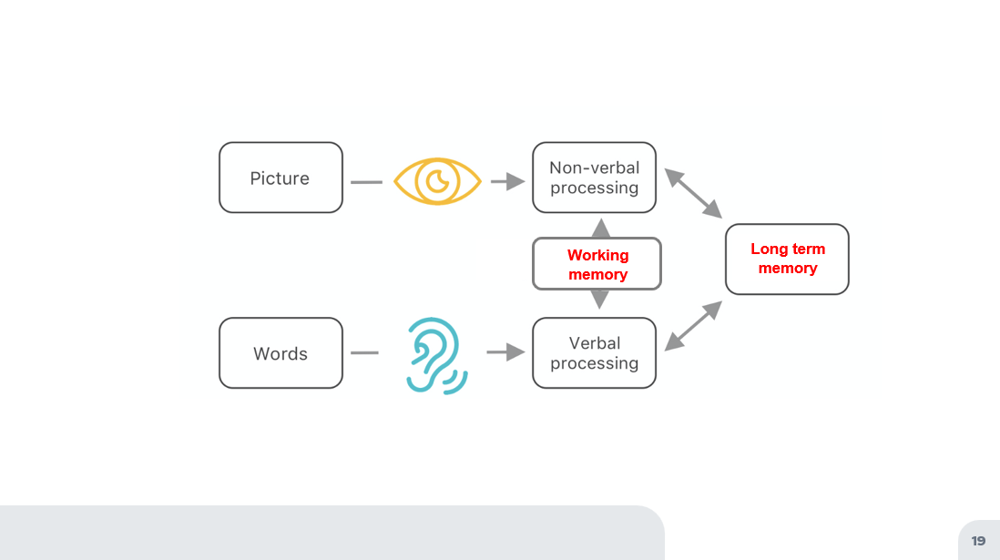 Picture
Non-verbal
processing
Working
memory
Long term
memory
Words
Verbal
processing
19